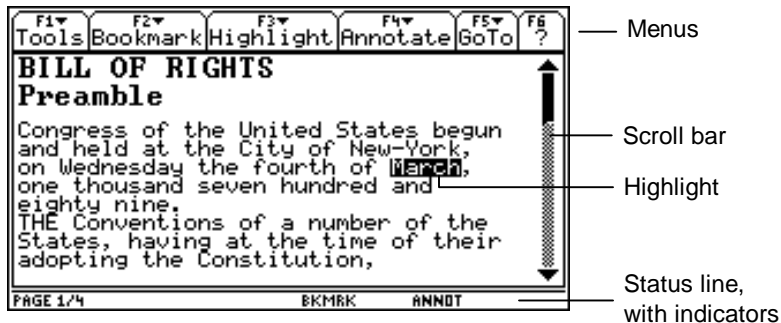 F1▾ F2▾ F3▾ F4▾ F5▾ F6
Tools Bookmark Highlight Annotate GoTo ?
Menus
BILL OF RIGHTS
Preamble
Congress of the United States begun
and held at the City of New-York,
Scroll bar
on Wednesday the fourth of March,
one thousand seven hundred and
Highlight
eighty nine.
THE Conventions of a number of the
States, having at the time of their
adopting the Constitution,
PAGE 1/4 BKMRK ANNOT
Status line,
with indicators